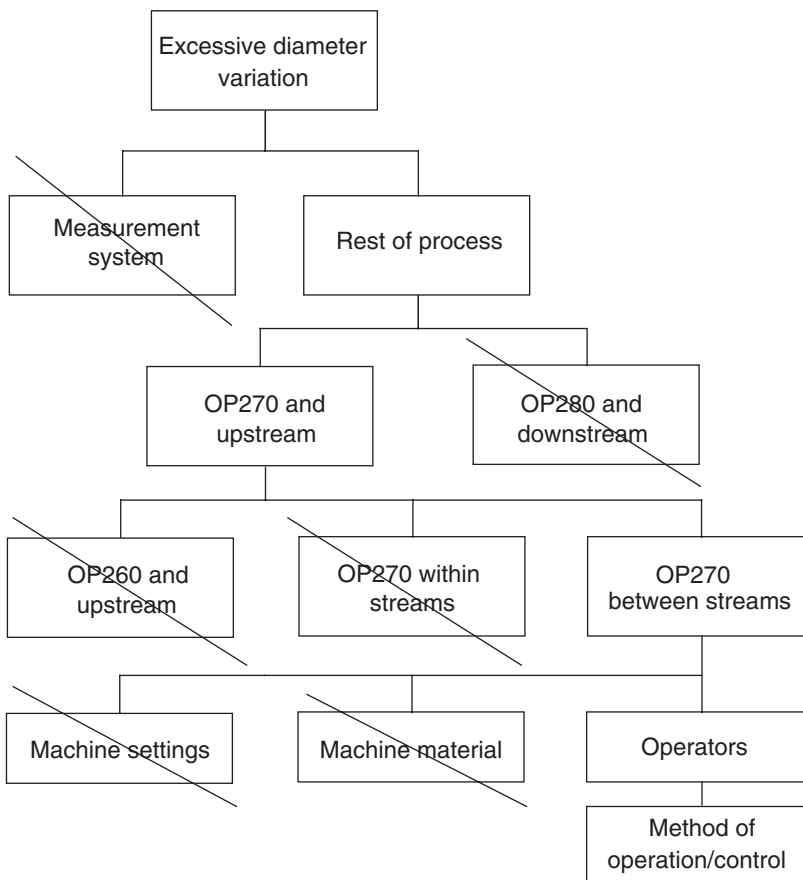 Excessive diameter
variation
Measurement
system
Rest of process
OP270 and
upstream
OP280 and
downstream
OP260 and
upstream
OP270 within
streams
OP270
between streams
Machine settings
Machine material
Operators
Method of
operation/control